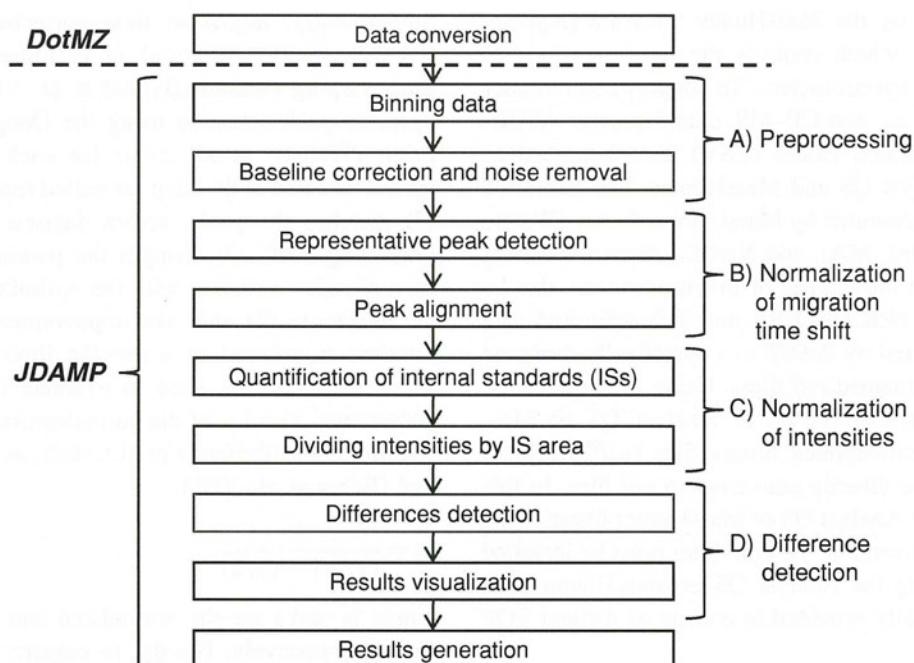 DotMZ
Data conversion
Binning data
Baseline correction and noise removal
A) Preprocessing
Representative peak detection
Peak alignment
B) Normalization
of migration
time shift
JDAMP
Quantification of internal standards (ISs)
Dividing intensities by IS area
C) Normalization
of intensities
Differences detection
Results visualization
D) Difference
detection
Results generation